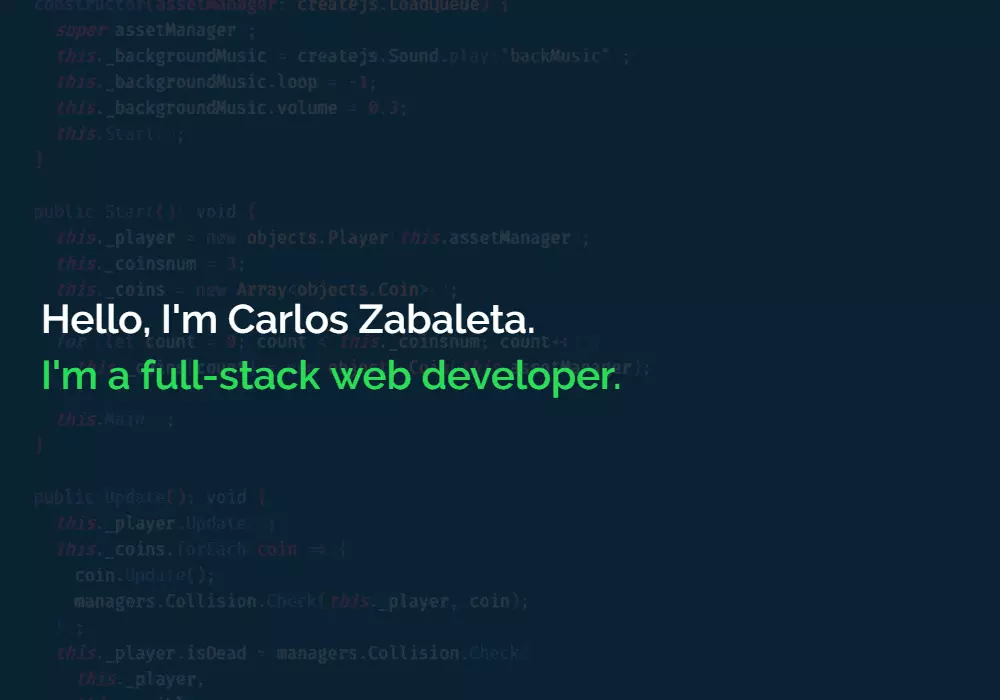 constructor(assetManager: createjs.LoadQueue) {
super assetManager ;
this._backgroundMusic = createjs.Sound.play "backMusic" ;
this._backgroundMusic.loop = -1;
this._backgroundMusic.volume = 0.3;
this.Start ;
}
public Start(): void {
this._player = new objects.Player this.assetManager ;
this._coinsnum = 3;
this._coins = new Array<objects.Coin> ;
Hello, I'm Carlos Zabaleta.
for let count = 0; count < this._coinsnum; count++
I'm a full-stack web developer.
this.Main ;
}
public Update(): void {
this._player.Update ;
this._coins.forEach coin => {
coin.Update();
managers.Collision.Check(this._player, coin);
} ;
this._player.isDead = managers.Collision.Check
this._player,